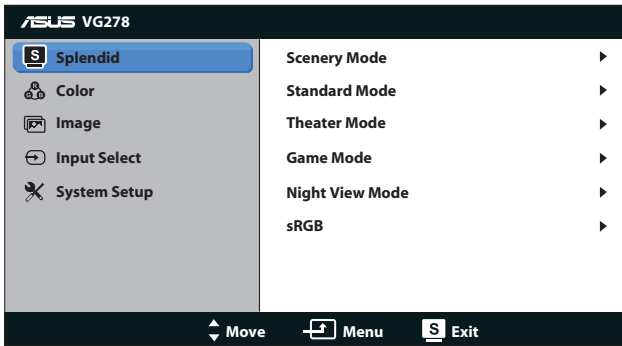 ASUS VG278
S Splendid
Color
Image
Input Select
System Setup
Scenery Mode
Standard Mode
Theater Mode
Game Mode
Night View Mode
sRGB
Move Menu S Exit